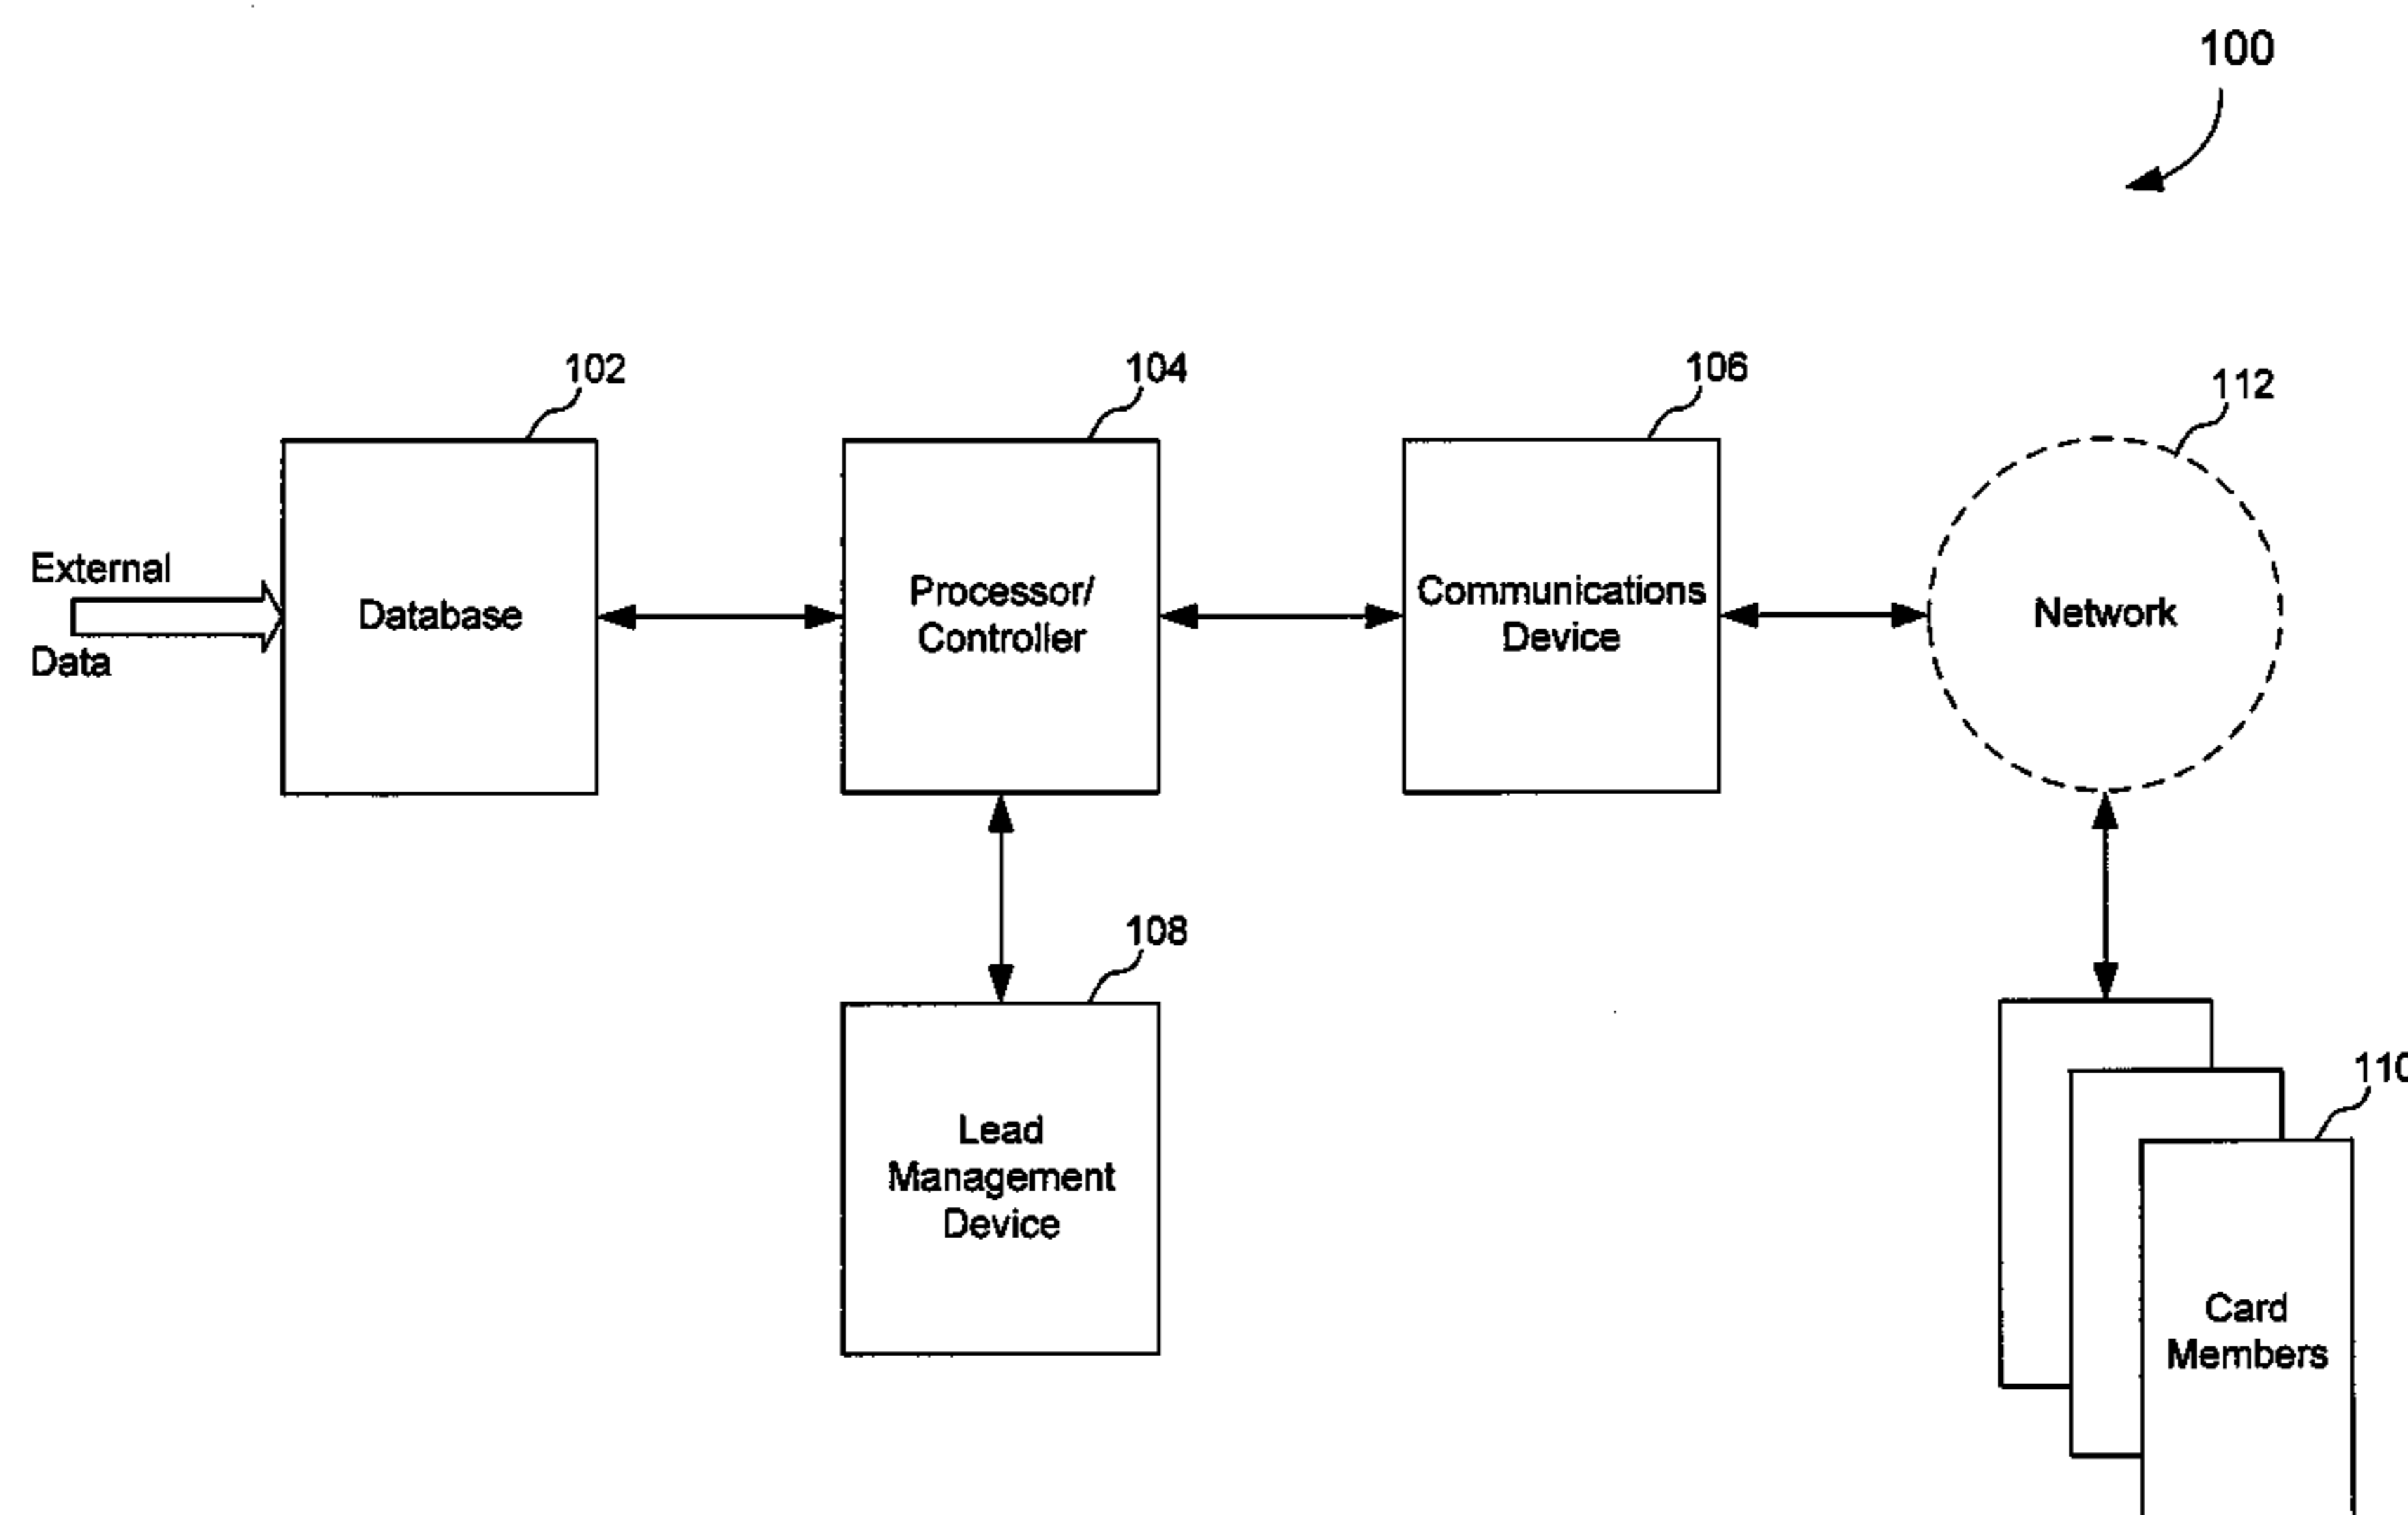 100
102
104
106
112
External
Data
Database
Processor/
Controller
Communications
Device
Network
108
110
Lead
Management
Device
Card
Members